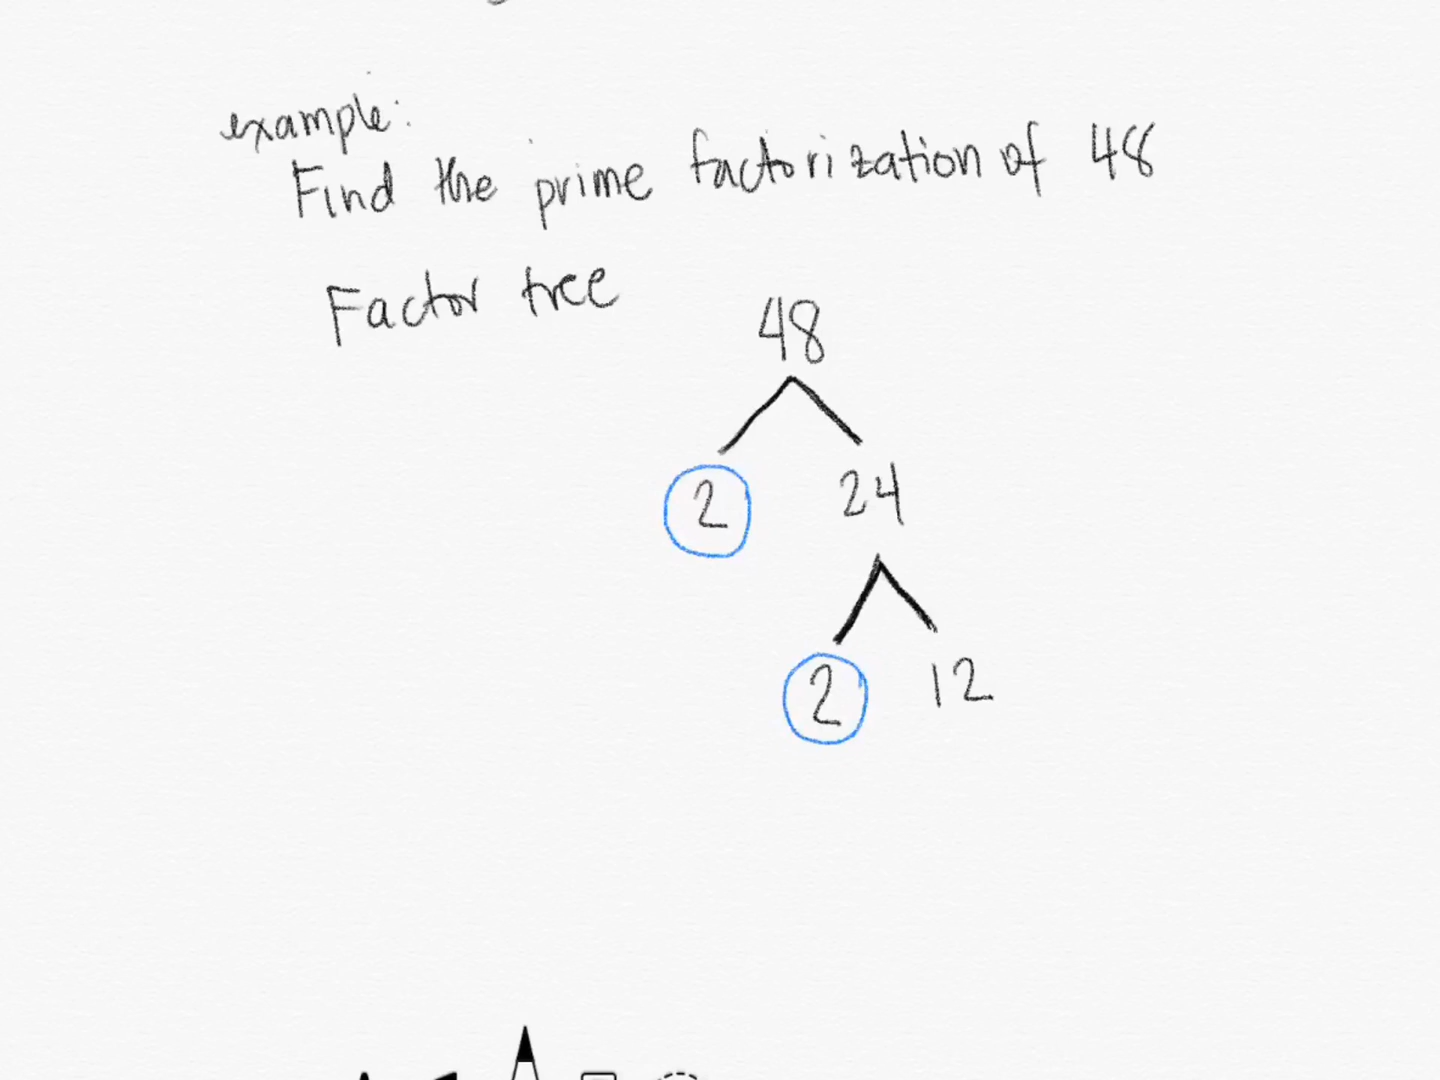 example:
Find the prime factorization of 48
Factor tree
48
2 24
2 12